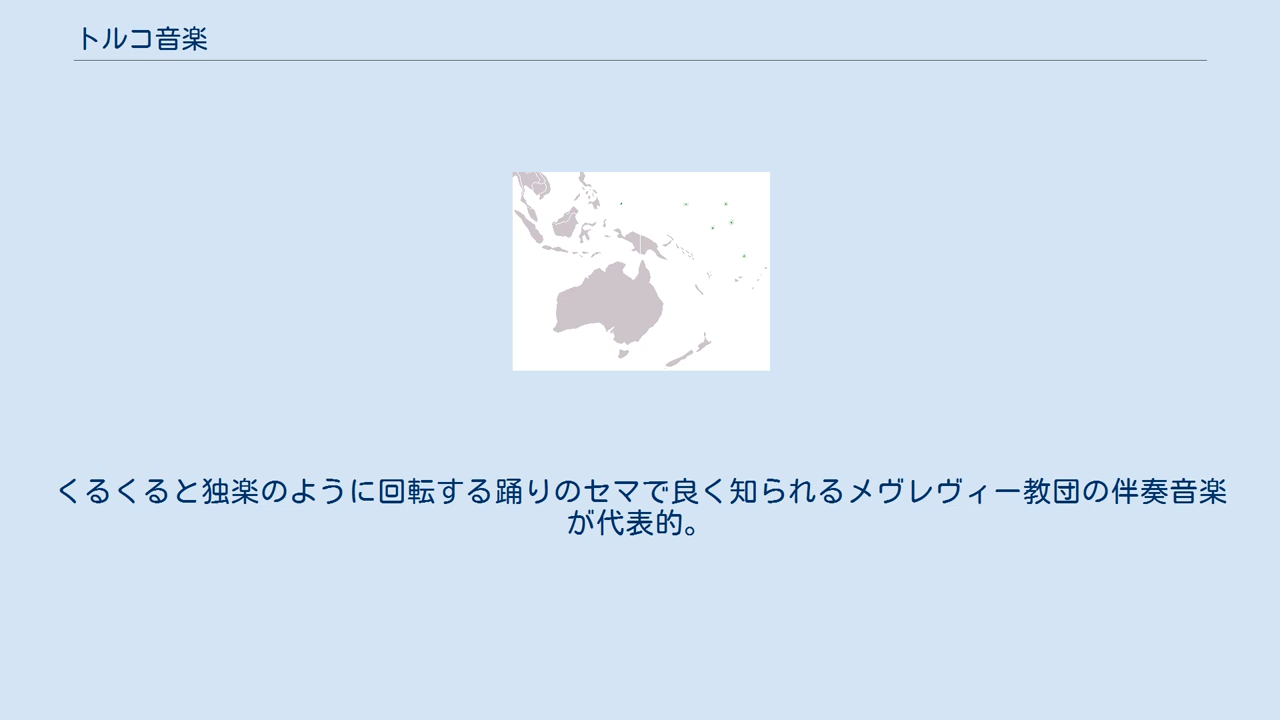 トルコ音楽
くるくると独楽のように回転する踊りのセマで良く知られるメヴレヴィー教団の伴奏音楽
が代表的。